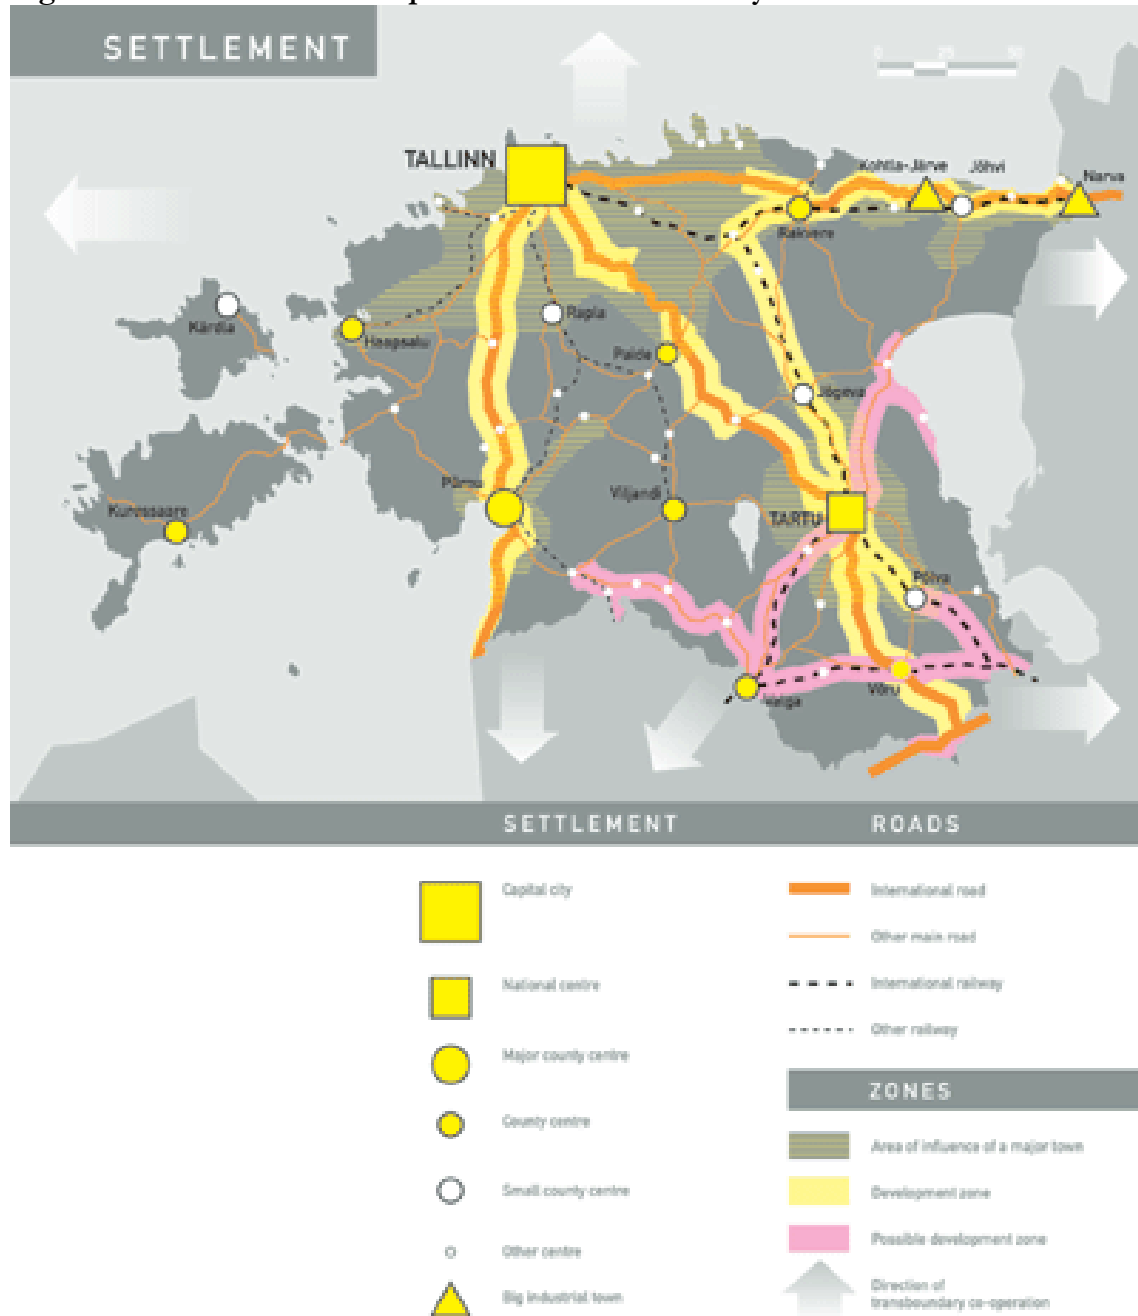 SETTLEMENT
0 25 50
TALLINN
Kohtla-Järve
Jõhvi
Narva
Rakvere
Kärdla
Haapsalu
Rapla
Paide
Jõgeva
Pärnu
Viljandi
Kuressaare
TARTU
Põlva
Valga
Võru
SETTLEMENT
ROADS
Capital city
National centre
Major county centre
County centre
Small county centre
Other centre
Big industrial town
International road
Other main road
International railway
Other railway
ZONES
Area of influence of a major town
Development zone
Possible development zone
Direction of
transboundary co-operation